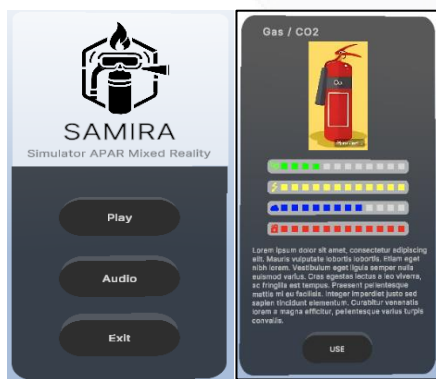 SAMIRA
Simulator APAR Mixed Reality
Play
Audio
Exit
Gas / CO2
Lorem ipsum dolor sit amet, consectetur adipiscing
elit. Mauris vulputate lobortis lobortis. Etiam eget
nibh lorem. Vestibulum eget ligula semper nulla
euismod varius. Cras egestas lectus a leo viverra,
ac fringilla est tempus. Praesent pellentesque
mattis mi eu facilisis. Integer imperdiet justo sed
sapien tincidunt elementum. Curabitur venenatis
lorem a magna efficitur, pellentesque varius turpis
convallis.
USE